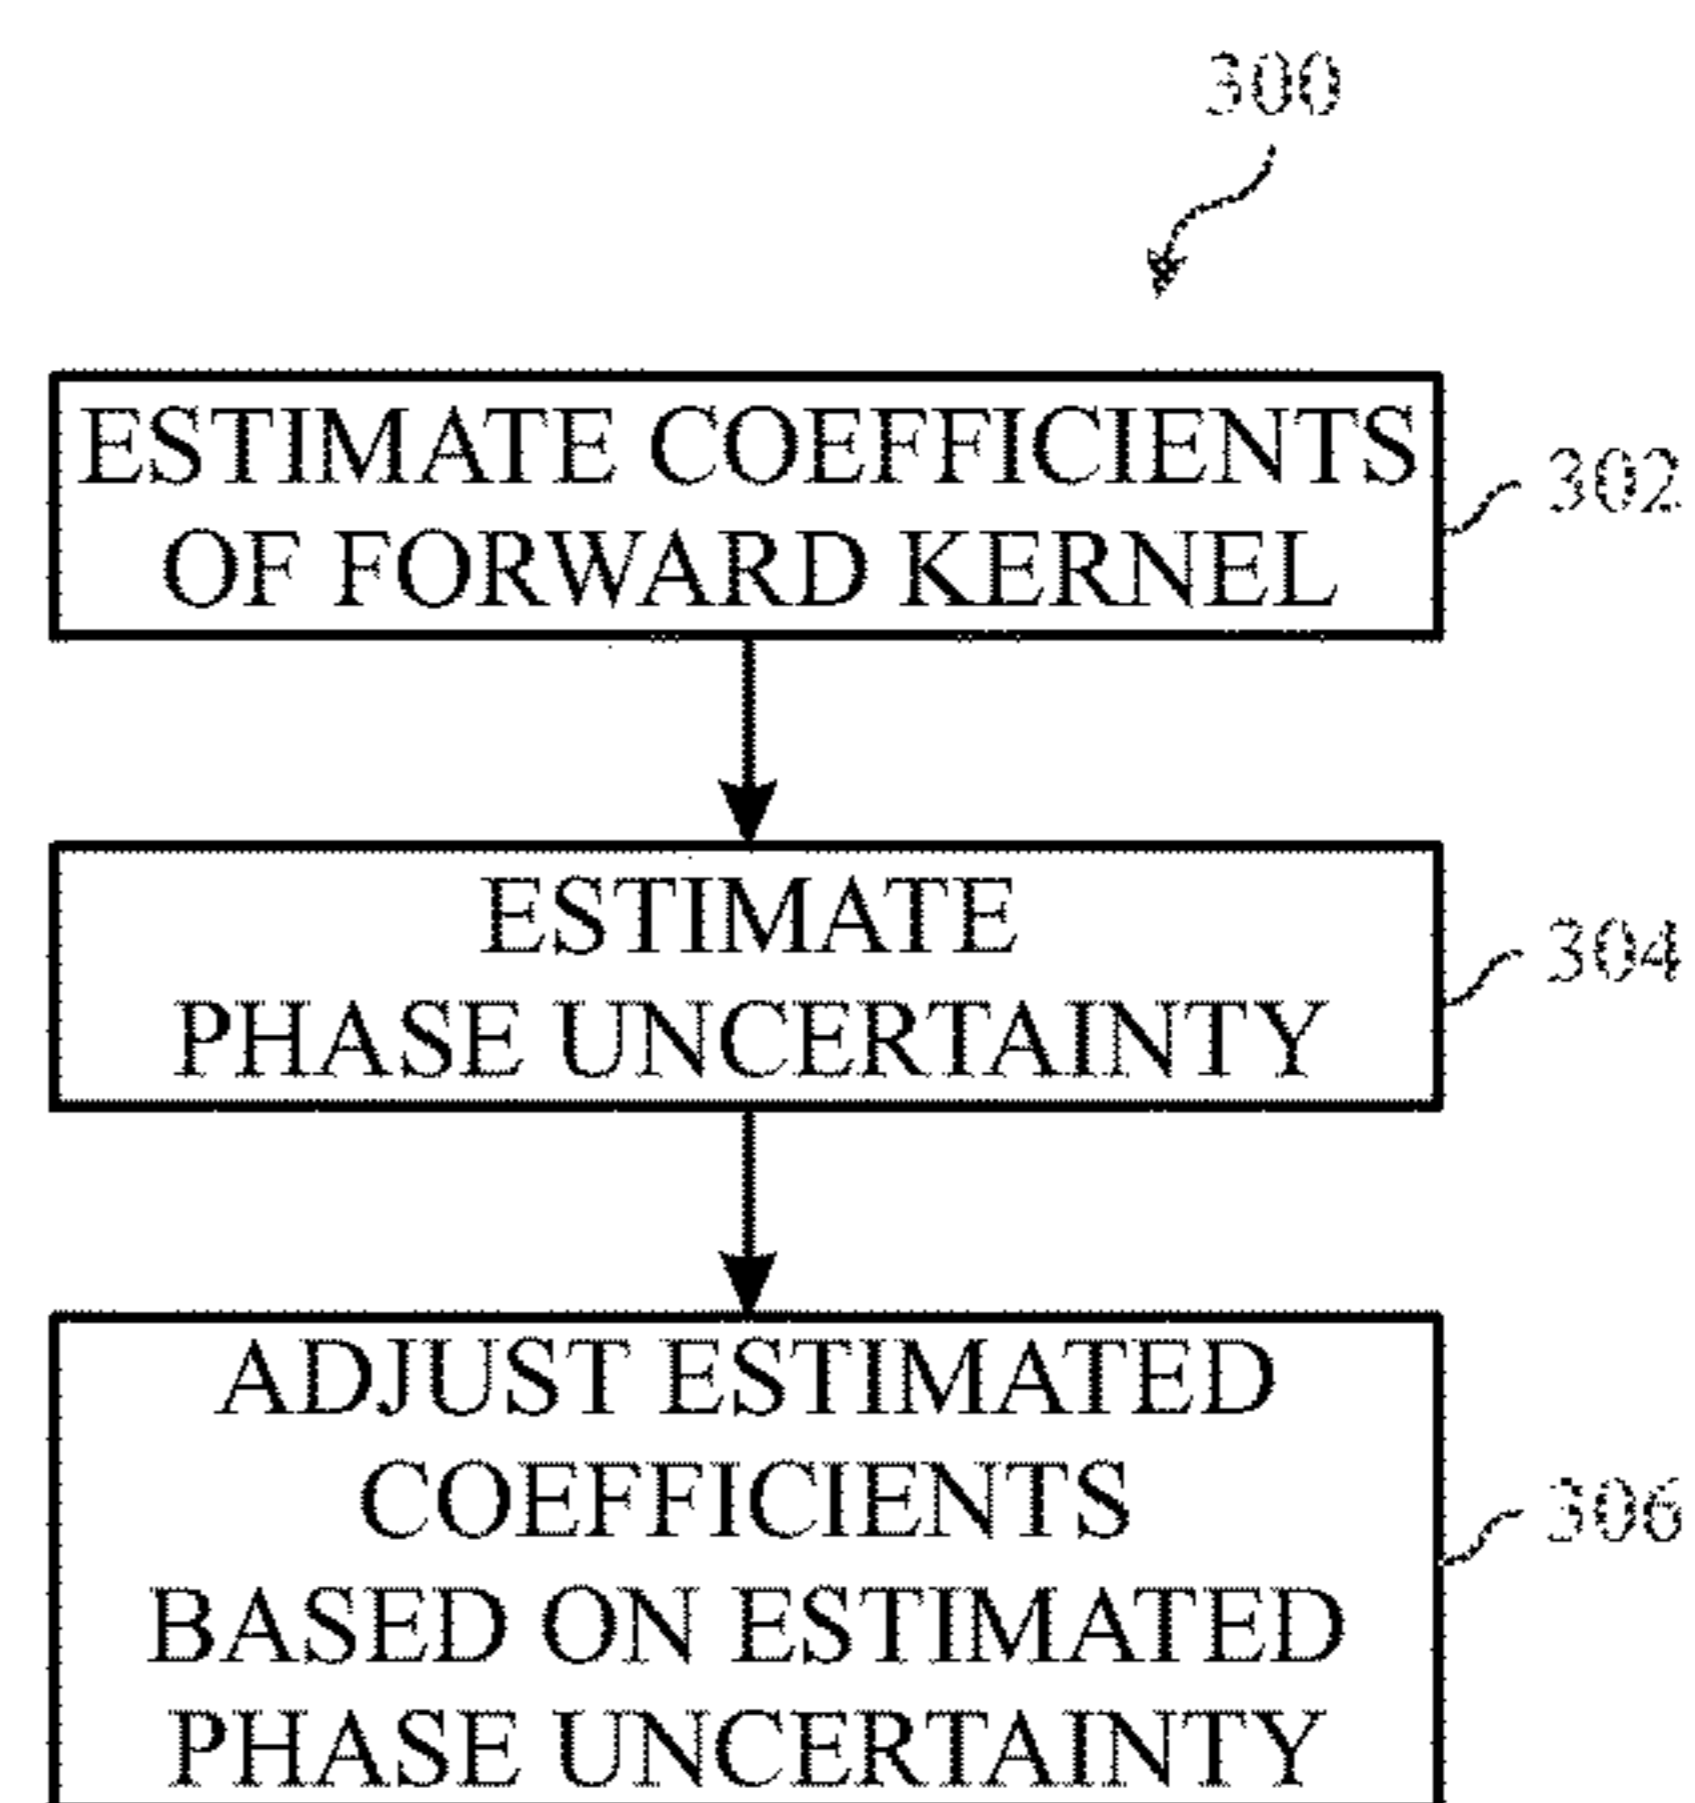 300
ESTIMATE COEFFICIENTS
OF FORWARD KERNEL
302
ESTIMATE
PHASE UNCERTAINTY
304
ADJUST ESTIMATED
COEFFICIENTS
BASED ON ESTIMATED
PHASE UNCERTAINTY
306